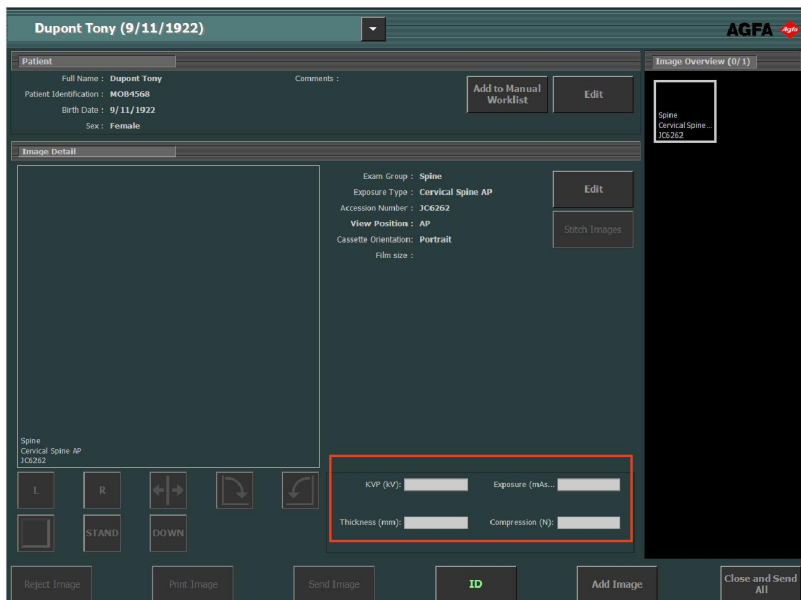 Dupont Tony (9/11/1922)
AGFA
Agfa
Patient
Full Name : Dupont Tony
Comments :
Patient Identification : MOB4568
Birth Date : 9/11/1922
Sex : Female
Add to Manual
Worklist
Edit
Image Overview (0/1)
Spine
Cervical Spine...
JC6262
Image Detail
Exam Group : Spine
Exposure Type : Cervical Spine AP
Accession Number : JC6262
View Position : AP
Cassette Orientation: Portrait
Film size :
Edit
Stitch Images
Spine
Cervical Spine AP
JC6262
L
R
STAND
DOWN
KVP (kV):
Exposure (mAs...
Thickness (mm):
Compression (N):
Reject Image
Print Image
Send Image
ID
Add Image
Close and Send
All